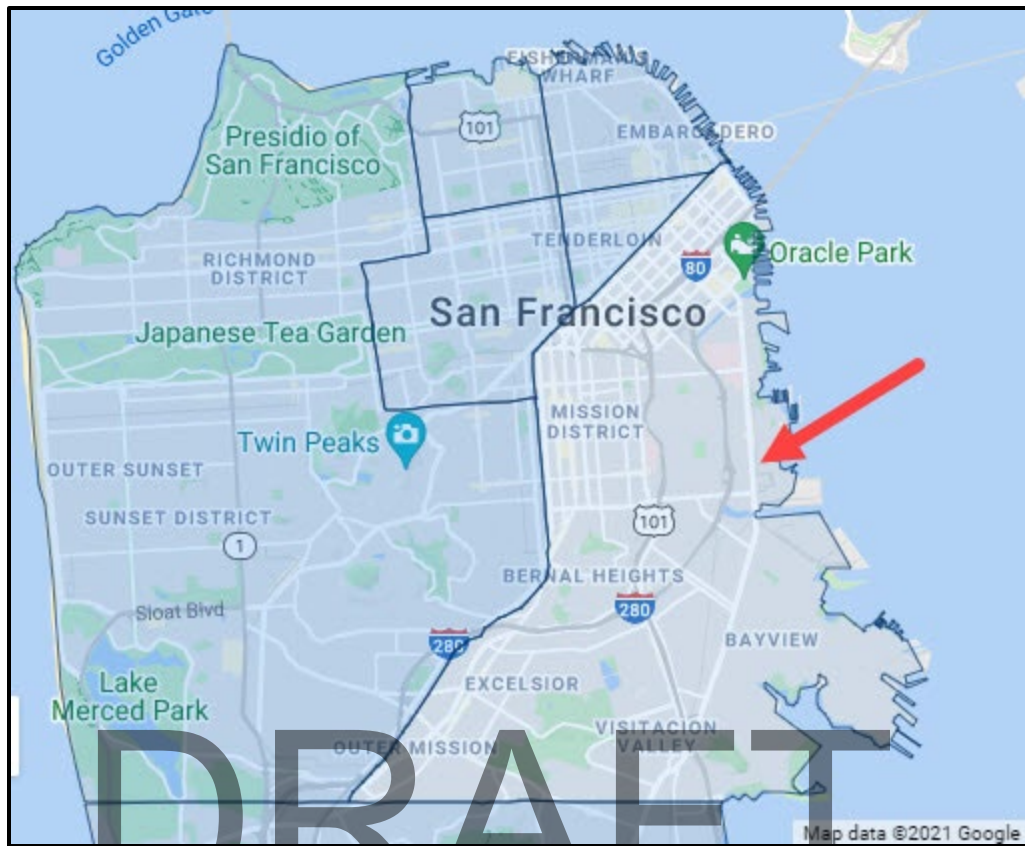 Golden Gate
FISHERMAN'S
WHARF
101
Presidio of
San Francisco
EMBARCADERO
RICHMOND
DISTRICT
TENDERLOIN
80
Oracle Park
San Francisco
Japanese Tea Garden
MISSION
DISTRICT
Twin Peaks
OUTER SUNSET
SUNSET DISTRICT
101
1
BERNAL HEIGHTS
Sloat Blvd
280
280
BAYVIEW
EXCELSIOR
Lake
Merced Park
VISITACION
VALLEY
OUTER MISSION
DRAFT
Map data ©2021 Google